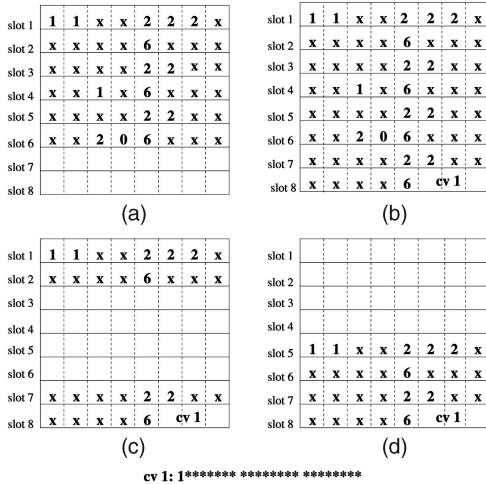 slot 1 1 1 x x 2 2 2 x
slot 2 x x x x 6 x x x
slot 3 x x x x 2 2 x x
slot 4 x x 1 x 6 x x x
slot 5 x x x x 2 2 x x
slot 6 x x 2 0 6 x x x
slot 7
slot 8
(a)
slot 1 1 1 x x 2 2 2 x
slot 2 x x x x 6 x x x
slot 3 x x x x 2 2 x x
slot 4 x x 1 x 6 x x x
slot 5 x x x x 2 2 x x
slot 6 x x 2 0 6 x x x
slot 7 x x x x 2 2 x x
slot 8 x x x x 6 cv 1
(b)
slot 1 1 1 x x 2 2 2 x
slot 2 x x x x 6 x x x
slot 3
slot 4
slot 5
slot 6
slot 7 x x x x 2 2 x x
slot 8 x x x x 6 cv 1
(c)
slot 1
slot 2
slot 3
slot 4
slot 5 1 1 x x 2 2 2 x
slot 6 x x x x 6 x x x
slot 7 x x x x 2 2 x x
slot 8 x x x x 6 cv 1
(d)
cv 1: 1******* ******** ********